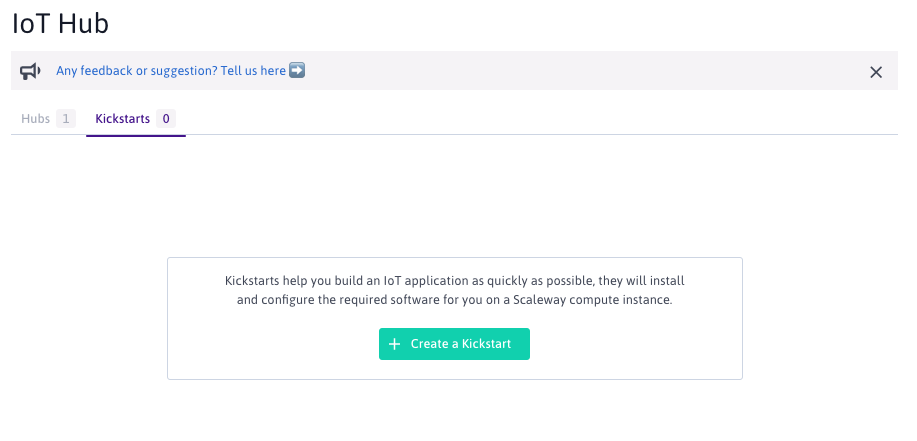 IoT Hub
Any feedback or suggestion? Tell us here ➡️
Hubs 1 Kickstarts 0
Kickstarts help you build an IoT application as quickly as possible, they will install
and configure the required software for you on a Scaleway compute instance.
+ Create a Kickstart